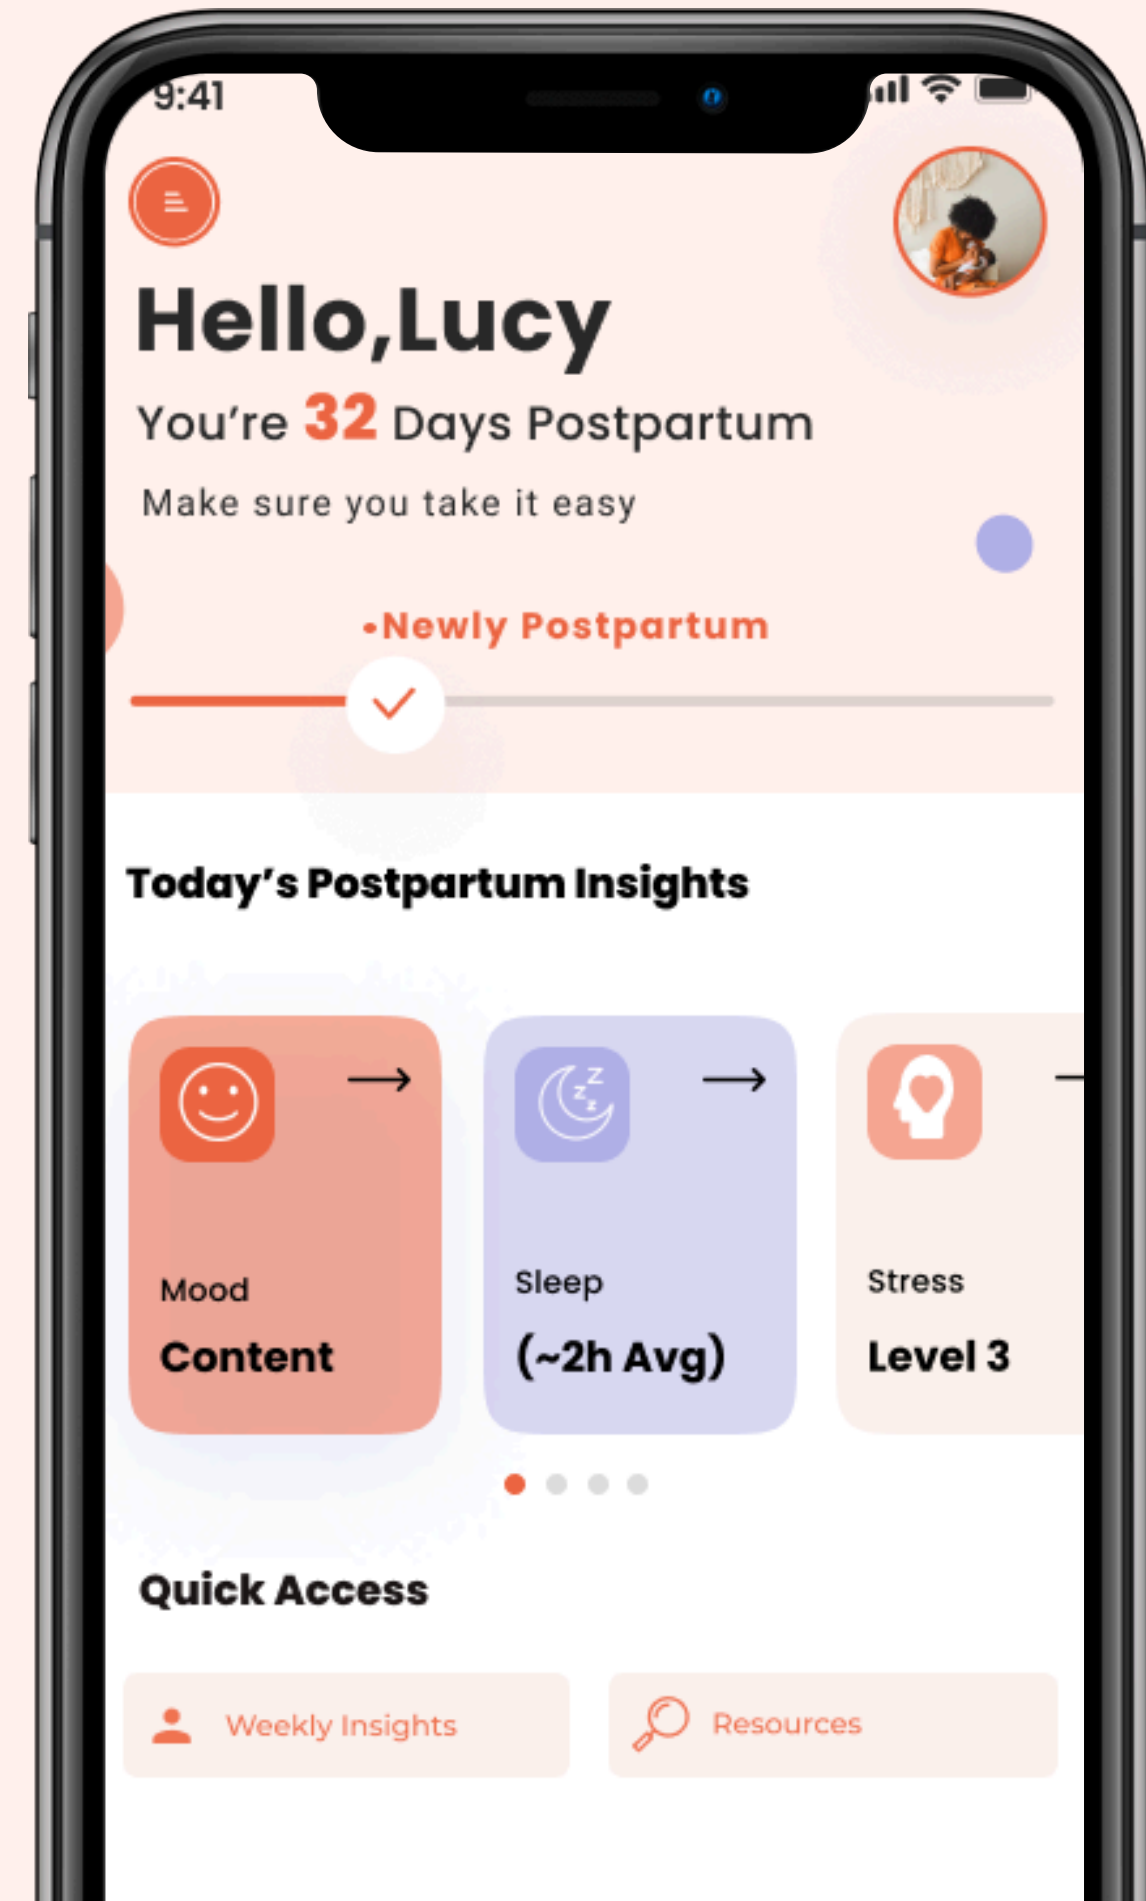 9:41
Hello,Lucy
You're 32 Days Postpartum
Make sure you take it easy
•Newly Postpartum
Today's Postpartum Insights
Mood
Content
Sleep
(~2h Avg)
Stress
Level 3
Quick Access
Weekly Insights
Resources